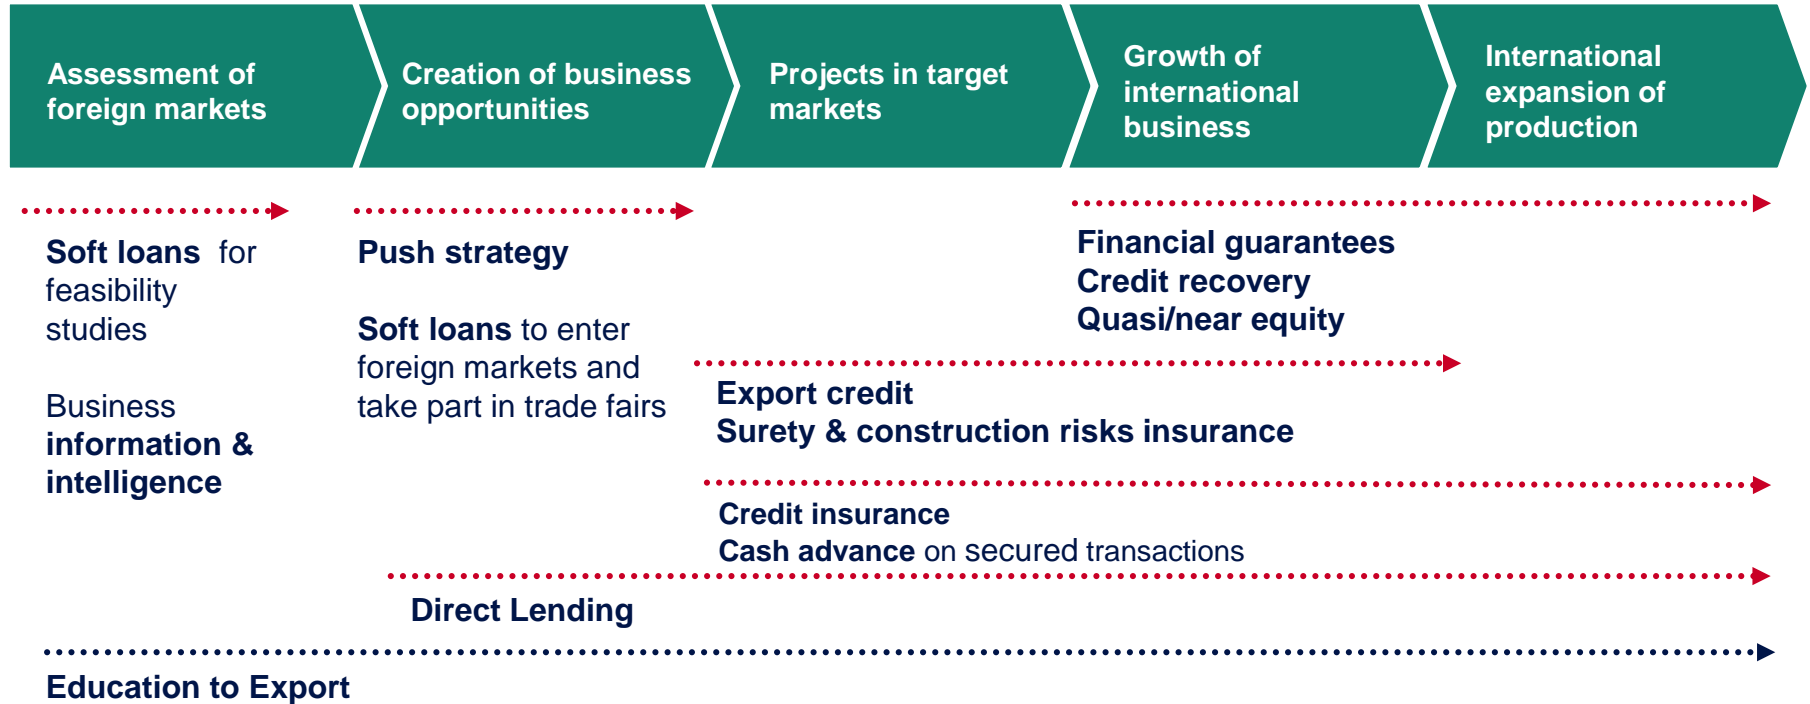 Assessment of
foreign markets
Creation of business
opportunities
Projects in target
markets
Growth of
international
business
International
expansion of
production
Soft loans for
feasibility
studies
Business
information &
intelligence
Push strategy
Soft loans to enter
foreign markets and
take part in trade fairs
Financial guarantees
Credit recovery
Quasi/near equity
Export credit
Surety & construction risks insurance
Credit insurance
Cash advance on secured transactions
Direct Lending
Education to Export